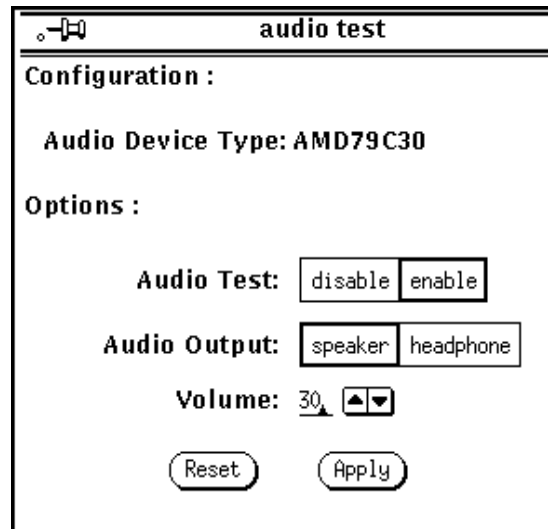 audio test
Configuration :
Audio Device Type: AMD79C30
Options :
Audio Test: disable enable
Audio Output: speaker headphone
Volume: 30
Reset Apply